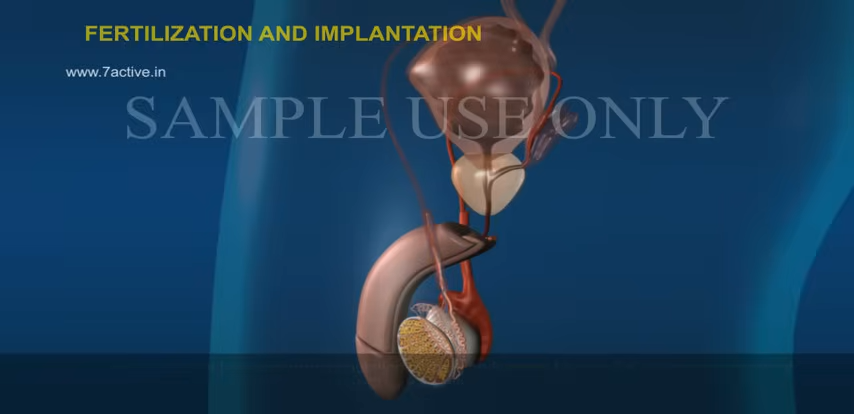 FERTILIZATION AND IMPLANTATION
www.7active.in
SAMPLE USE ONLY